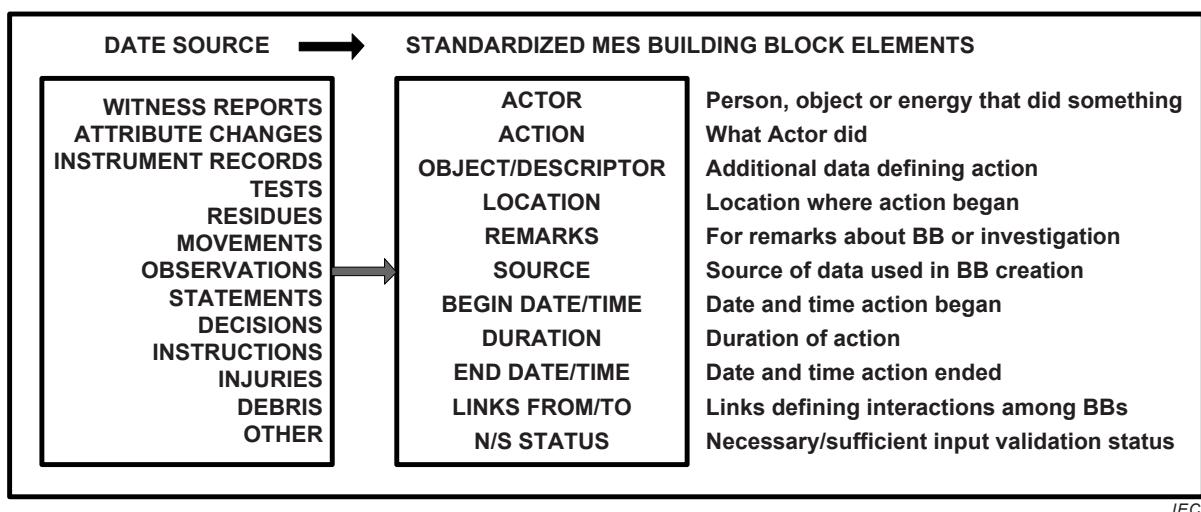 DATE SOURCE STANDARDIZED MES BUILDING BLOCK ELEMENTS
WITNESS REPORTS
ATTRIBUTE CHANGES
INSTRUMENT RECORDS
TESTS
RESIDUES
MOVEMENTS
OBSERVATIONS
STATEMENTS
DECISIONS
INSTRUCTIONS
INJURIES
DEBRIS
OTHER
ACTOR Person, object or energy that did something
ACTION What Actor did
OBJECT/DESCRIPTOR Additional data defining action
LOCATION Location where action began
REMARKS For remarks about BB or investigation
SOURCE Source of data used in BB creation
BEGIN DATE/TIME Date and time action began
DURATION Duration of action
END DATE/TIME Date and time action ended
LINKS FROM/TO Links defining interactions among BBs
N/S STATUS Necessary/sufficient input validation status
IEC